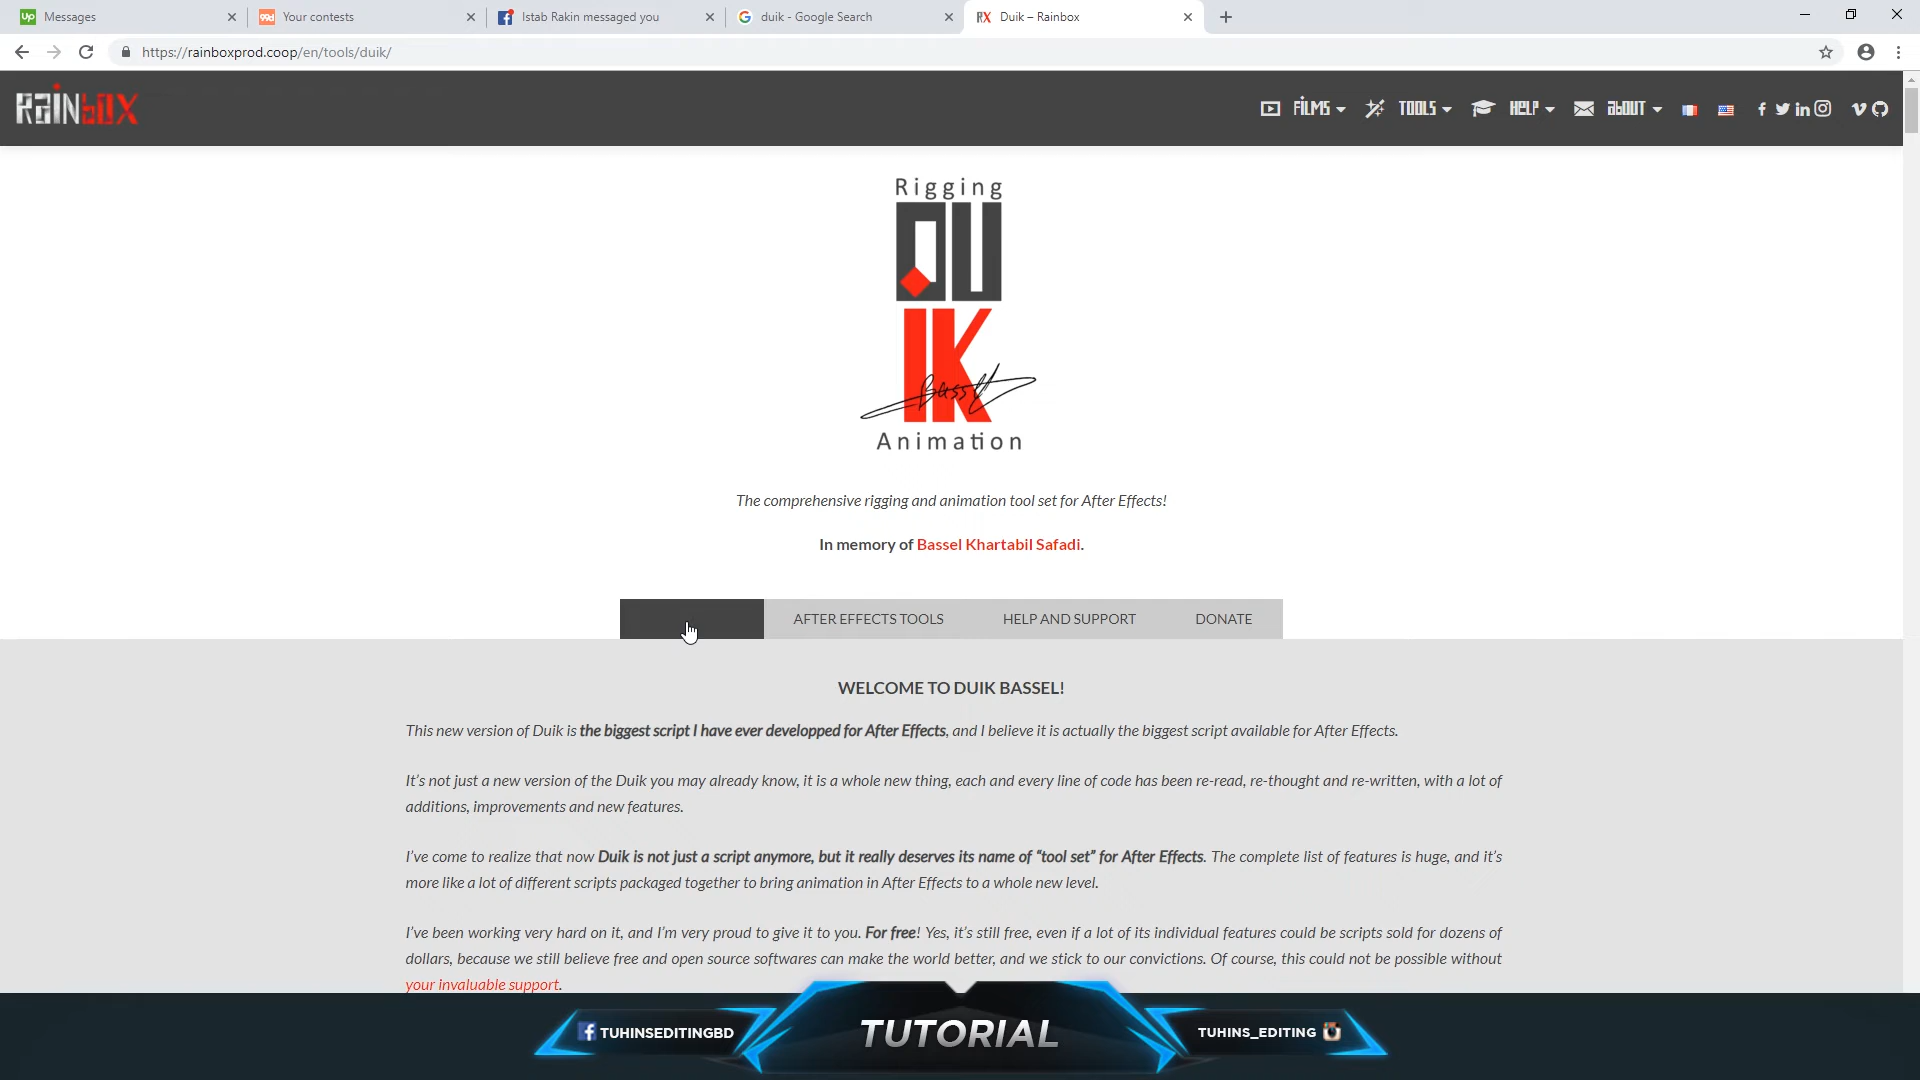 Messages
Your contests
Istab Rakin messaged you
duik - Google Search
Duik – Rainbox
https://rainboxprod.coop/en/tools/duik/
RAINBOX
FILMS
TOOLS
HELP
ABOUT
Rigging
DU
IK
Bassel
Animation
The comprehensive rigging and animation tool set for After Effects!
In memory of Bassel Khartabil Safadi.
AFTER EFFECTS TOOLS
HELP AND SUPPORT
DONATE
WELCOME TO DUIK BASSEL!
This new version of Duik is the biggest script I have ever developped for After Effects, and I believe it is actually the biggest script available for After Effects.
It's not just a new version of the Duik you may already know, it is a whole new thing, each and every line of code has been re-read, re-thought and re-written, with a lot of
additions, improvements and new features.
I've come to realize that now Duik is not just a script anymore, but it really deserves its name of “tool set” for After Effects. The complete list of features is huge, and it's
more like a lot of different scripts packaged together to bring animation in After Effects to a whole new level.
I've been working very hard on it, and I'm very proud to give it to you. For free! Yes, it's still free, even if a lot of its individual features could be scripts sold for dozens of
dollars, because we still believe free and open source softwares can make the world better, and we stick to our convictions. Of course, this could not be possible without
your invaluable support.
TUHINSEDITINGBD
TUTORIAL
TUHINS_EDITING